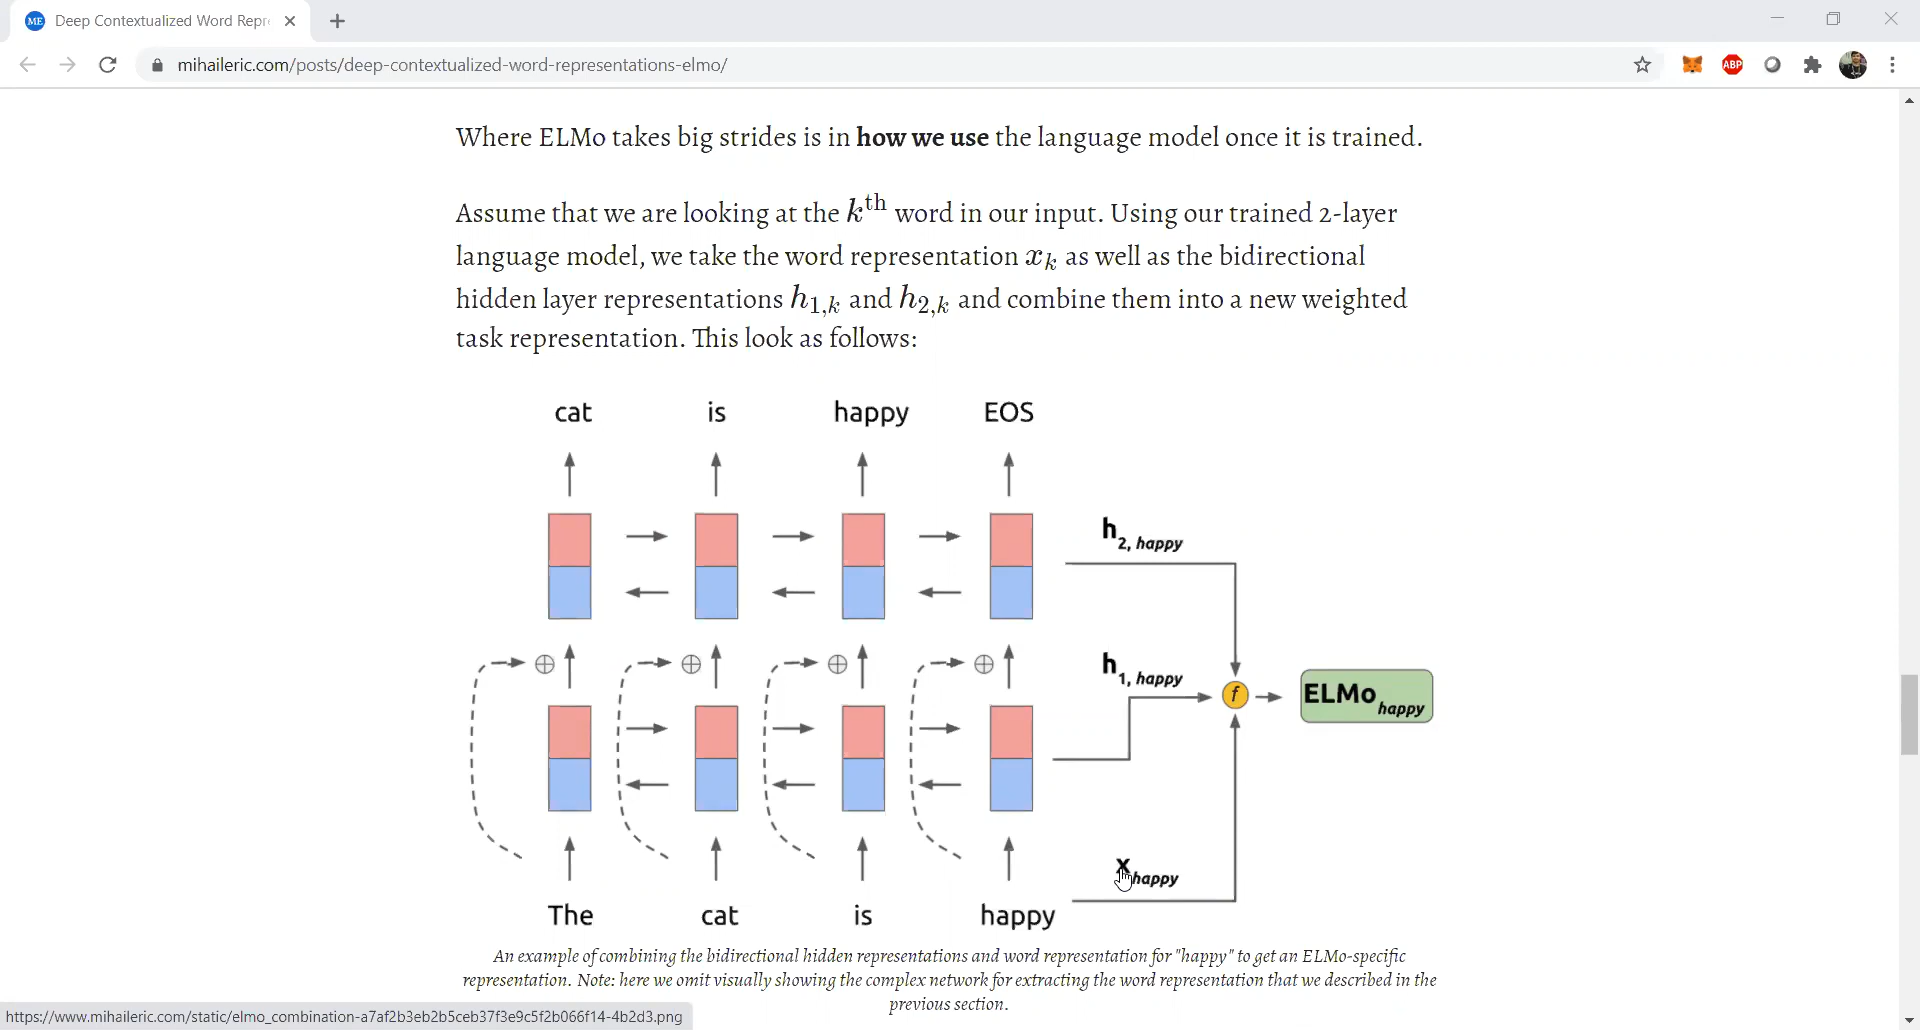 ME Deep Contextualized Word Repre
mihaileric.com/posts/deep-contextualized-word-representations-elmo/
ABP
Where ELMo takes big strides is in how we use the language model once it is trained.
Assume that we are looking at the kth word in our input. Using our trained 2-layer
language model, we take the word representation xk as well as the bidirectional
hidden layer representations h1,k and h2,k and combine them into a new weighted
task representation. This look as follows:
cat is happy EOS
h2, happy
h1, happy
f
ELMo happy
x happy
The cat is happy
An example of combining the bidirectional hidden representations and word representation for "happy" to get an ELMo-specific
representation. Note: here we omit visually showing the complex network for extracting the word representation that we described in the
previous section.
https://www.mihaileric.com/static/elmo_combination-a7af2b3eb2b5ceb37f3e9c5f2b066f14-4b2d3.png